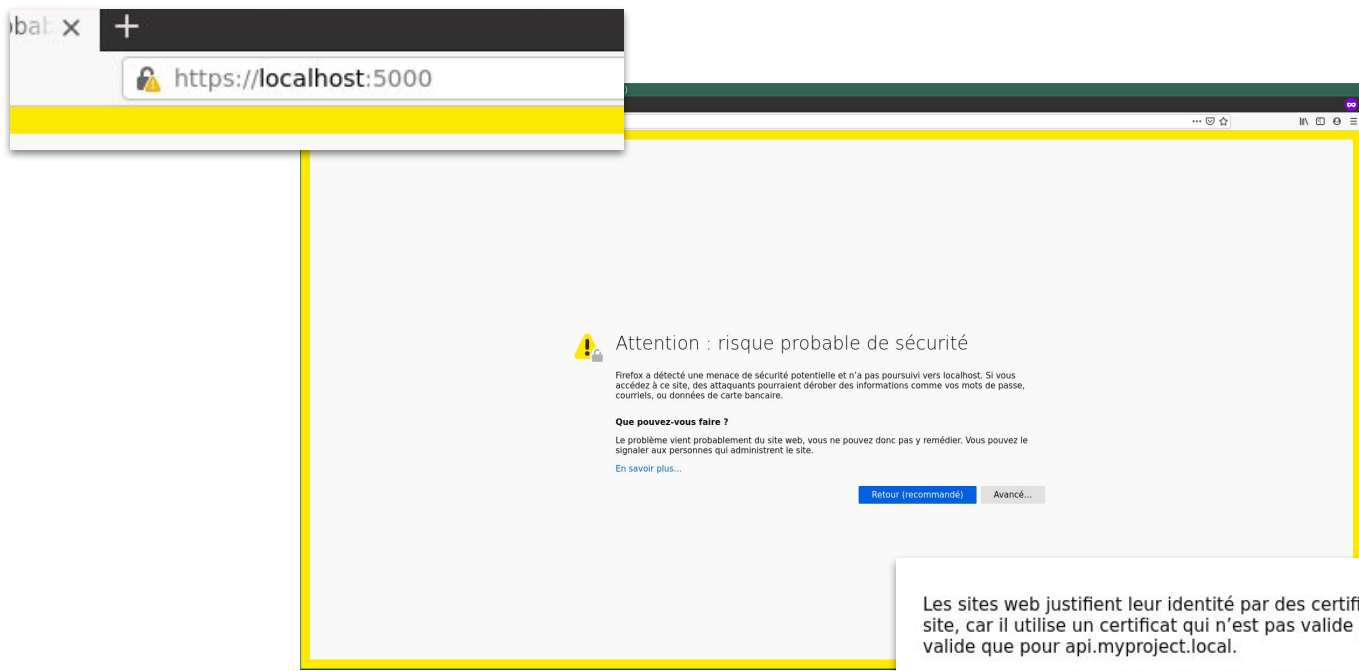 https://localhost:5000
Attention : risque probable de sécurité
Firefox a détecté une menace de sécurité potentielle et n'a pas poursuivi vers localhost. Si vous
accédez à ce site, des attaquants pourraient dérober des informations comme vos mots de passe,
courriels, ou données de carte bancaire.
Que pouvez-vous faire ?
Le problème vient probablement du site web, vous ne pouvez donc pas y remédier. Vous pouvez le
signaler aux personnes qui administrent le site.
En savoir plus...
Retour (recommandé) Avancé...
Les sites web justifient leur identité par des
site, car il utilise un certificat qui n'est pas valide
valide que pour api.myproject.local.